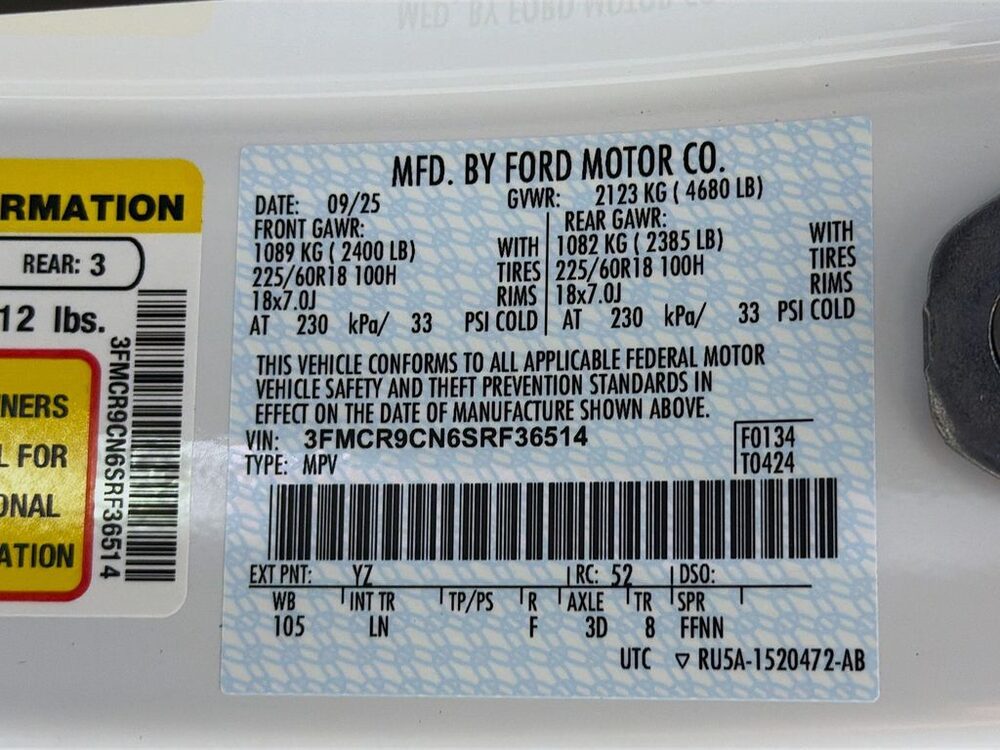 RMATION
REAR: 3
12 lbs.
3FMCR9CN6SRF36514
NERS
L FOR
ONAL
ATION
MFD. BY FORD MOTOR CO.
DATE: 09/25 GVWR: 2123 KG ( 4680 LB)
FRONT GAWR: REAR GAWR:
1089 KG ( 2400 LB) WITH 1082 KG ( 2385 LB) WITH
225/60R18 100H TIRES 225/60R18 100H TIRES
18x7.0J RIMS 18x7.0J RIMS
AT 230 kPa/ 33 PSI COLD AT 230 kPa/ 33 PSI COLD
THIS VEHICLE CONFORMS TO ALL APPLICABLE FEDERAL MOTOR
VEHICLE SAFETY AND THEFT PREVENTION STANDARDS IN
EFFECT ON THE DATE OF MANUFACTURE SHOWN ABOVE.
VIN: 3FMCR9CN6SRF36514 F0134
TYPE: MPV T0424
EXT PNT: YZ RC: 52 DSO:
WB INT TR TP/PS R AXLE TR SPR
105 LN F 3D 8 FFNN
UTC ▽ RU5A-1520472-AB